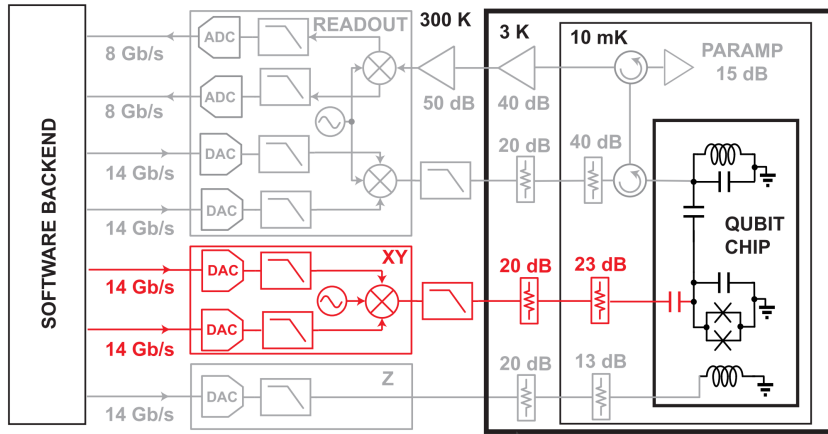 SOFTWARE BACKEND
READOUT
300 K
3 K
10 mK
ADC
8 Gb/s
ADC
8 Gb/s
50 dB
40 dB
PARAMP
15 dB
DAC
14 Gb/s
20 dB
40 dB
DAC
14 Gb/s
QUBIT
CHIP
XY
DAC
14 Gb/s
20 dB
23 dB
DAC
14 Gb/s
Z
DAC
14 Gb/s
20 dB
13 dB